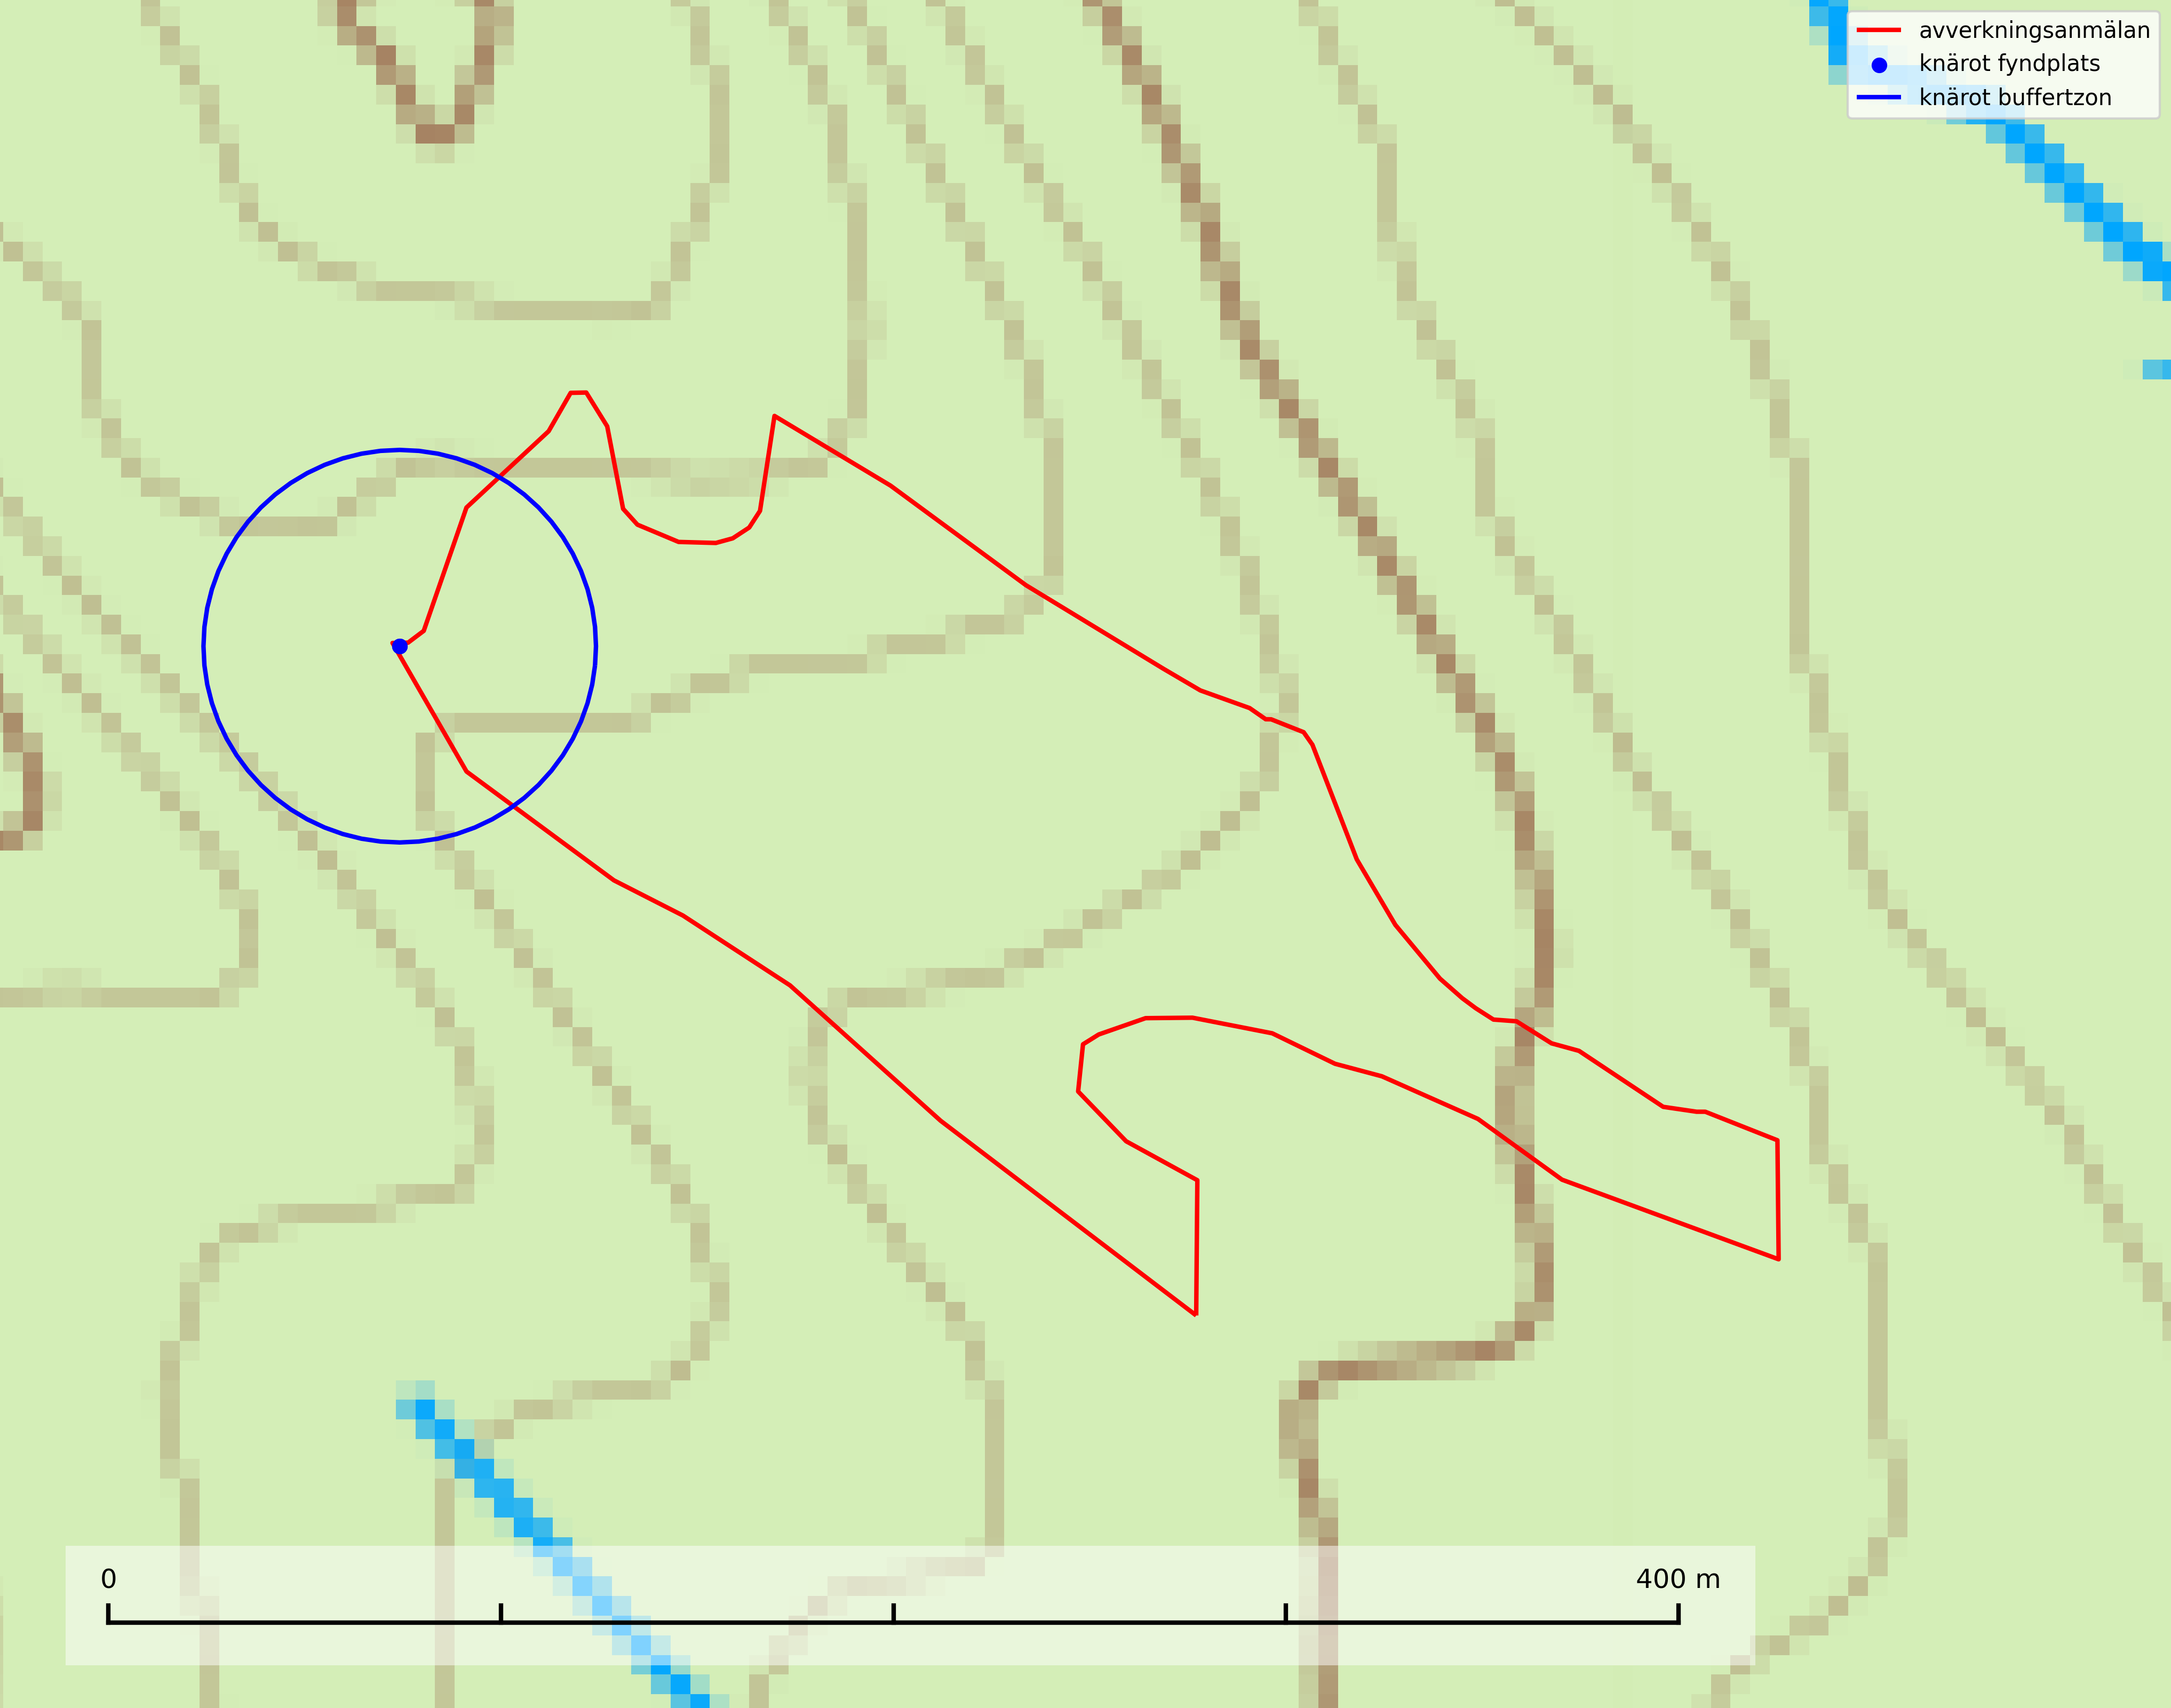 avverkningsanmälan
knärot fyndplats
knärot buffertzon
0 400 m